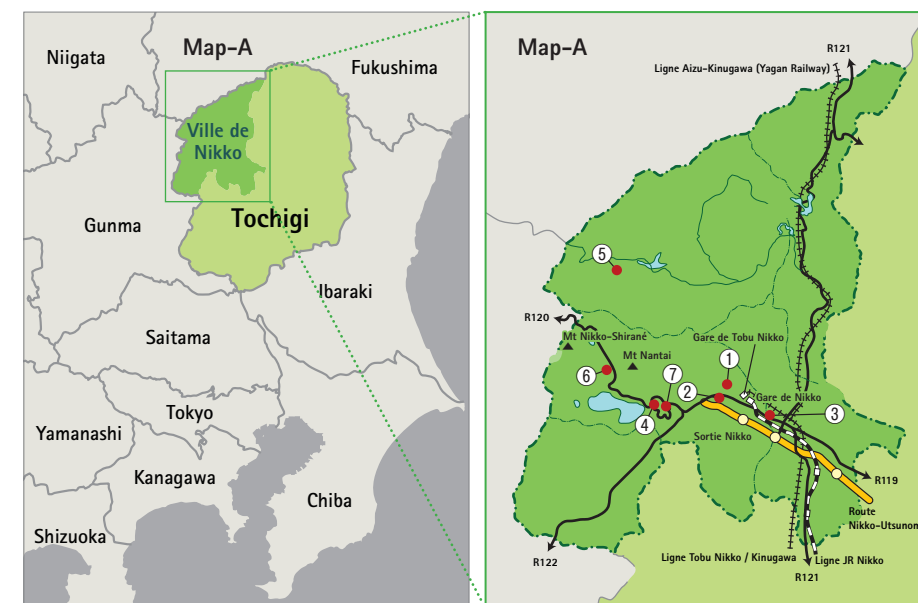 Map-A
Niigata
Fukushima
Ville de
Nikko
Gunma
Tochigi
Ibaraki
Saitama
Tokyo
Yamanashi
Kanagawa
Chiba
Shizuoka
Map-A
R121
Ligne Aizu-Kinugawa (Yagan Railway)
5
R120
Mt Nikko-Shirané
Gare de Tobu Nikko
Mt Nantai
1
6
7
2
Gare de Nikko
4
3
Sortie Nikko
R119
Route
Nikko-Utsunom
R122
Ligne Tobu Nikko / Kinugawa
Ligne JR Nikko
R121